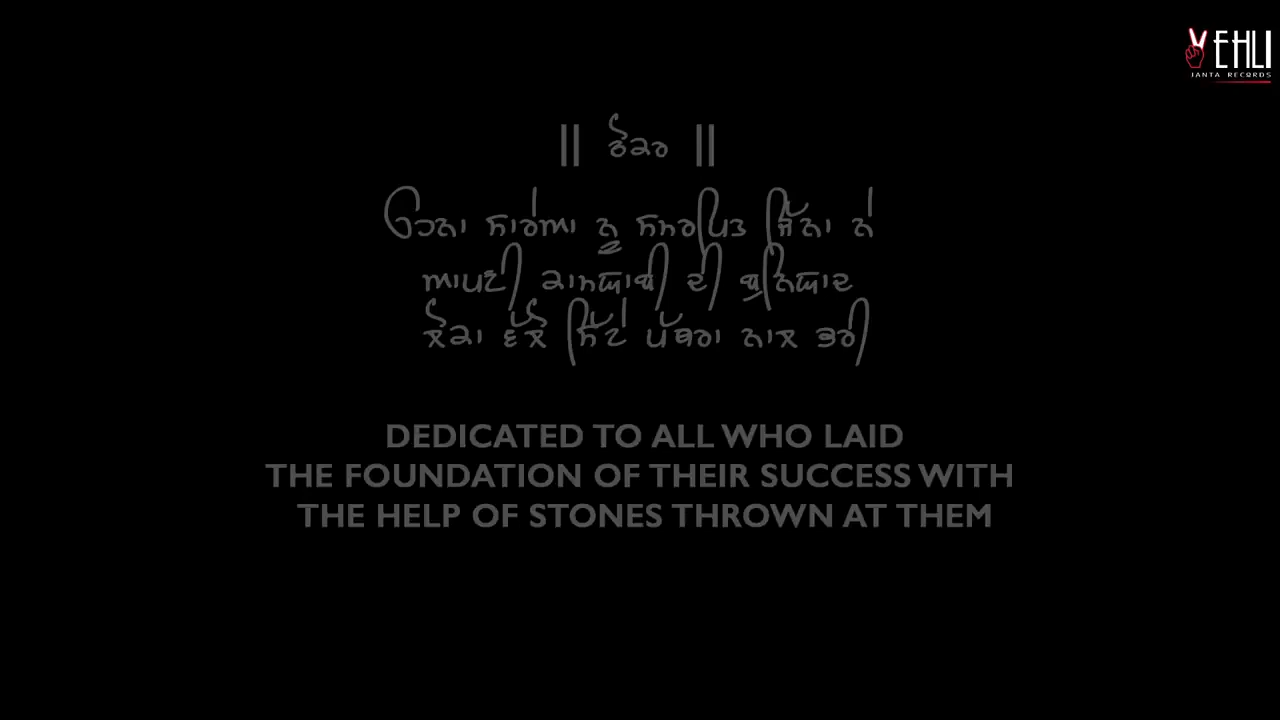 VEHLI
JANTA RECORDS
|| ਠੋਕਰ ||
ਓਹਨਾ ਸਾਰੇਆ ਨੂ ਸਮਰਪਿਤ ਜਿੰਨਾ ਨੇ
ਆਪਣੀ ਕਾਮਯਾਬੀ ਦੀ ਬੁਨਿਯਾਦ
ਲੋਕਾ ਵੱਲੋ ਸਿੱਟੇ ਪੱਥਰਾ ਨਾਲ ਭਰੀ
DEDICATED TO ALL WHO LAID
THE FOUNDATION OF THEIR SUCCESS WITH
THE HELP OF STONES THROWN AT THEM